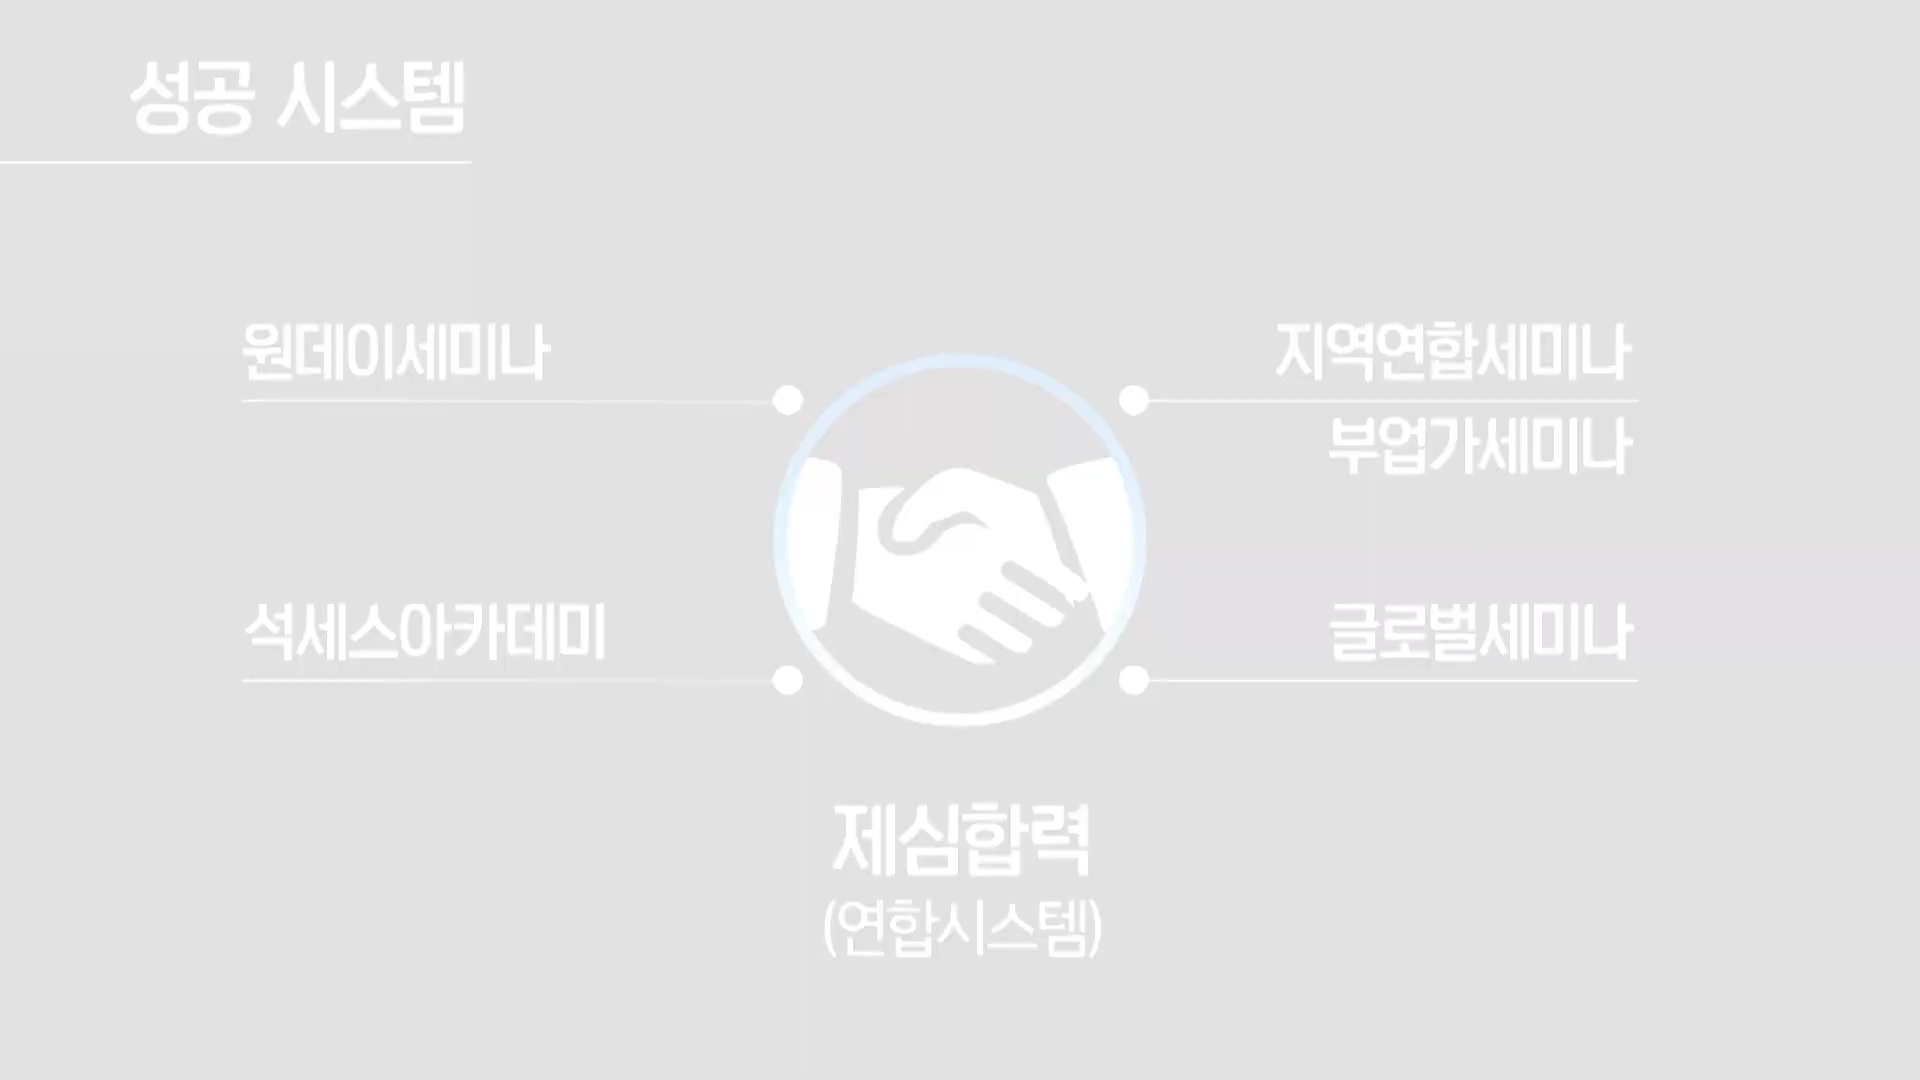 성공 시스템
원데이세미나
지역연합세미나
부업가세미나
석세스아카데미
글로벌세미나
제심합력
(연합시스템)